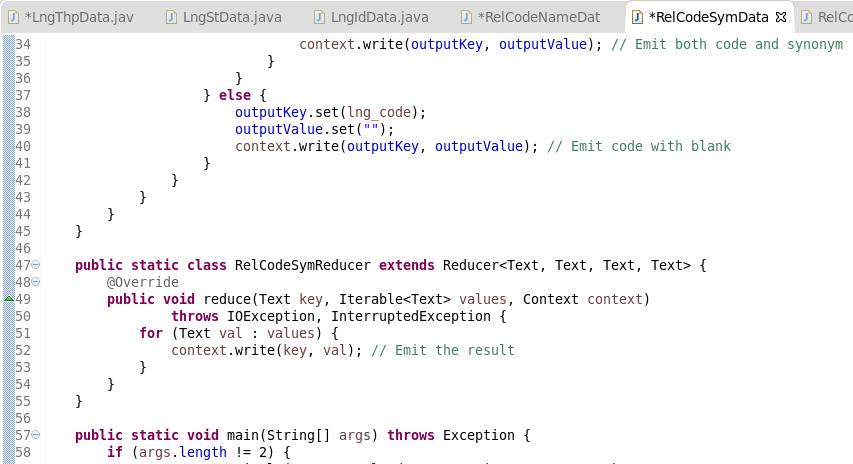 *LngThpData.jav LngStData.java LngIdData.java *RelCodeNameDat *RelCodeSymData RelCo
34 context.write(outputKey, outputValue); // Emit both code and synonym
35 }
36 }
37 } else {
38 outputKey.set(lng_code);
39 outputValue.set("");
40 context.write(outputKey, outputValue); // Emit code with blank
41 }
42 }
43 }
44 }
45 }
46
47 public static class RelCodeSymReducer extends Reducer<Text, Text, Text, Text> {
48 @Override
49 public void reduce(Text key, Iterable<Text> values, Context context)
50 throws IOException, InterruptedException {
51 for (Text val : values) {
52 context.write(key, val); // Emit the result
53 }
54 }
55 }
56
57 public static void main(String[] args) throws Exception {
58 if (args.length != 2) {